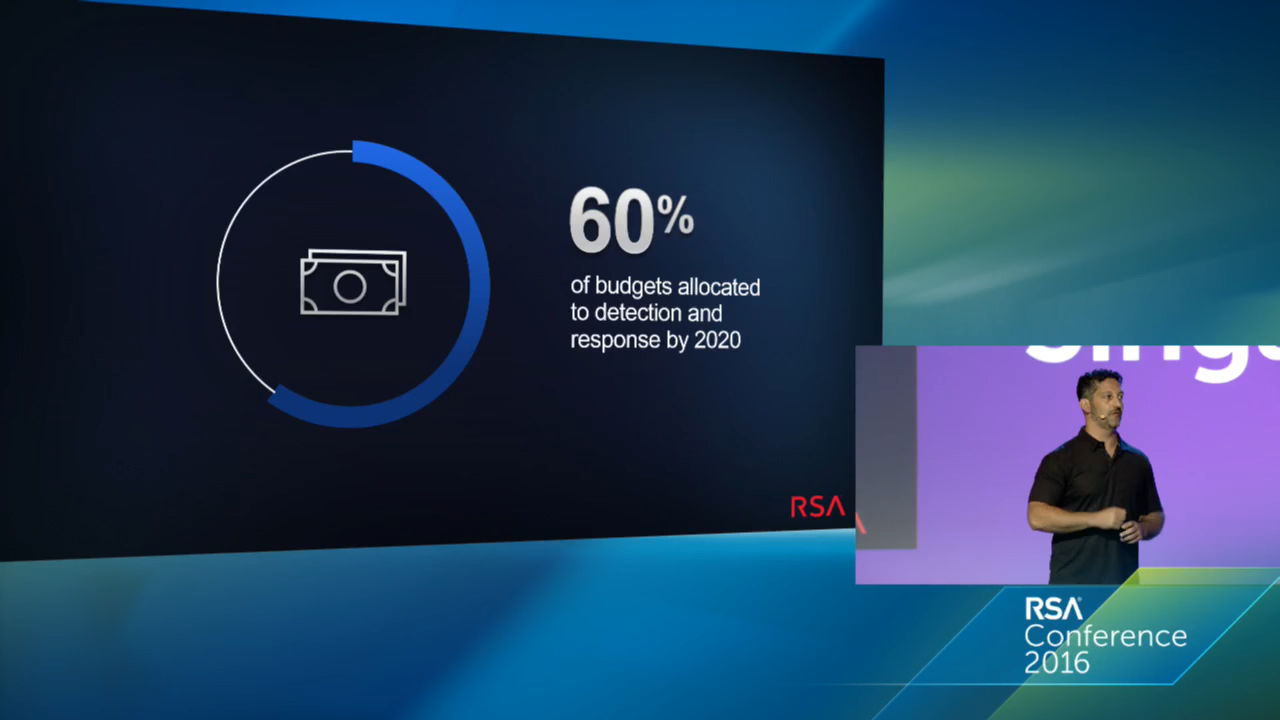 60%
of budgets allocated
to detection and
response by 2020
RSA
RSA
Conference
2016